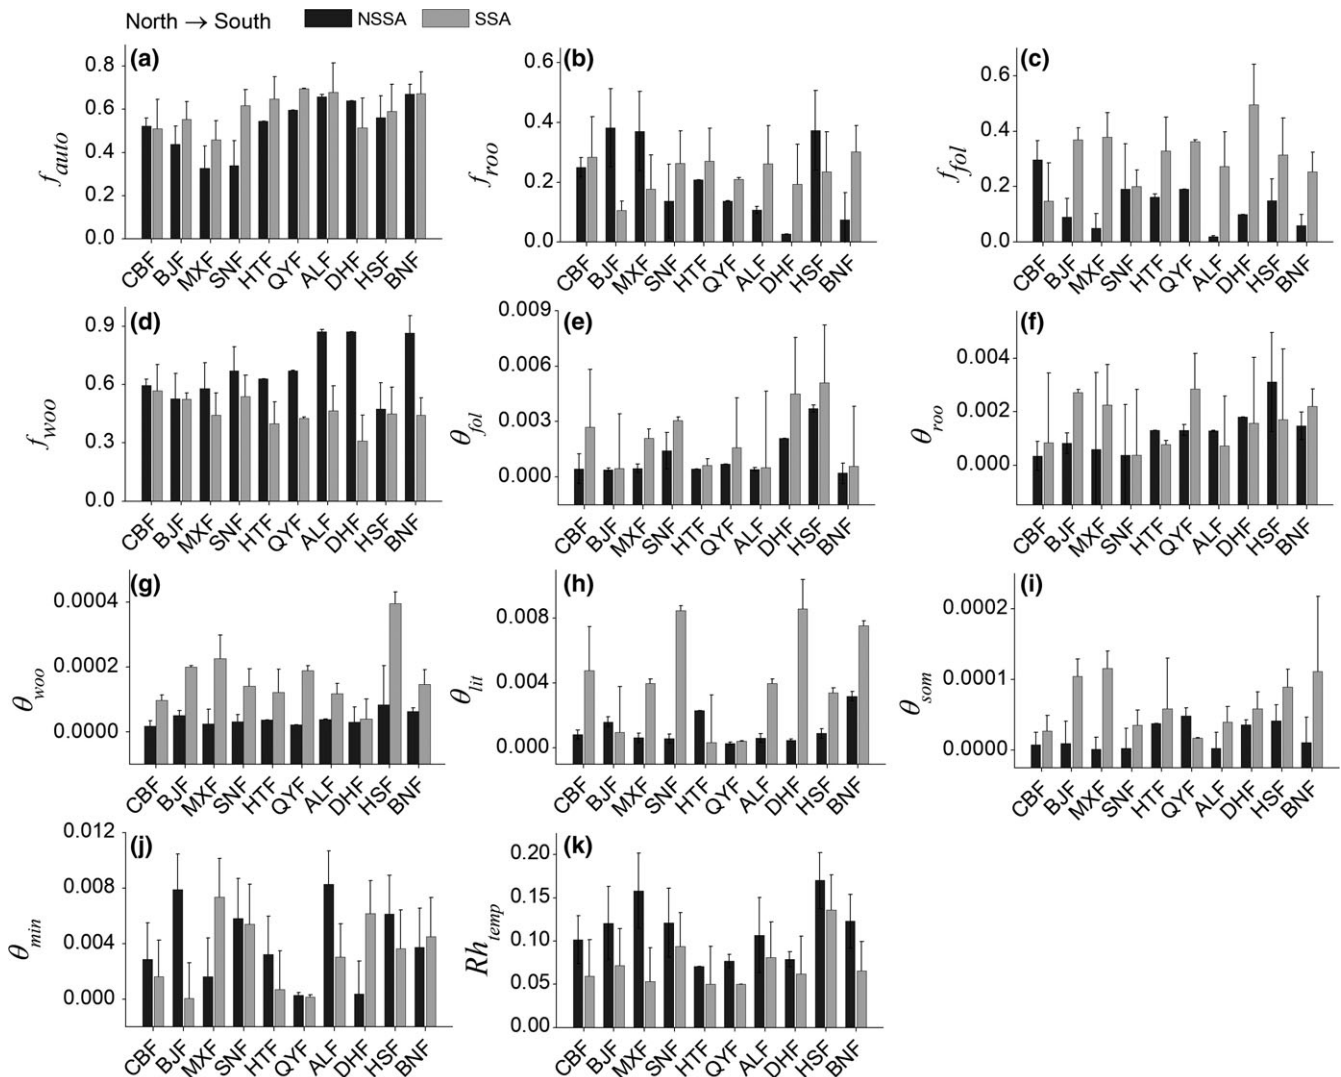 North → South NSSA SSA
(a)
f_auto
0.8
0.6
0.4
0.2
0.0
CBF BJF MXF SNF HTF QYF ALF DHF HSF BNF
(b)
f_roo
0.6
0.4
0.2
0.0
CBF BJF MXF SNF HTF QYF ALF DHF HSF BNF
(c)
f_fol
0.6
0.4
0.2
0.0
CBF BJF MXF SNF HTF QYF ALF DHF HSF BNF
(d)
f_woo
0.9
0.6
0.3
0.0
CBF BJF MXF SNF HTF QYF ALF DHF HSF BNF
(e)
θ_fol
0.009
0.006
0.003
0.000
CBF BJF MXF SNF HTF QYF ALF DHF HSF BNF
(f)
θ_roo
0.004
0.002
0.000
CBF BJF MXF SNF HTF QYF ALF DHF HSF BNF
(g)
θ_woo
0.0004
0.0002
0.0000
CBF BJF MXF SNF HTF QYF ALF DHF HSF BNF
(h)
θ_lit
0.008
0.004
0.000
CBF BJF MXF SNF HTF QYF ALF DHF HSF BNF
(i)
θ_som
0.0002
0.0001
0.0000
CBF BJF MXF SNF HTF QYF ALF DHF HSF BNF
(j)
θ_min
0.012
0.008
0.004
0.000
CBF BJF MXF SNF HTF QYF ALF DHF HSF BNF
(k)
Rh_temp
0.20
0.15
0.10
0.05
0.00
CBF BJF MXF SNF HTF QYF ALF DHF HSF BNF